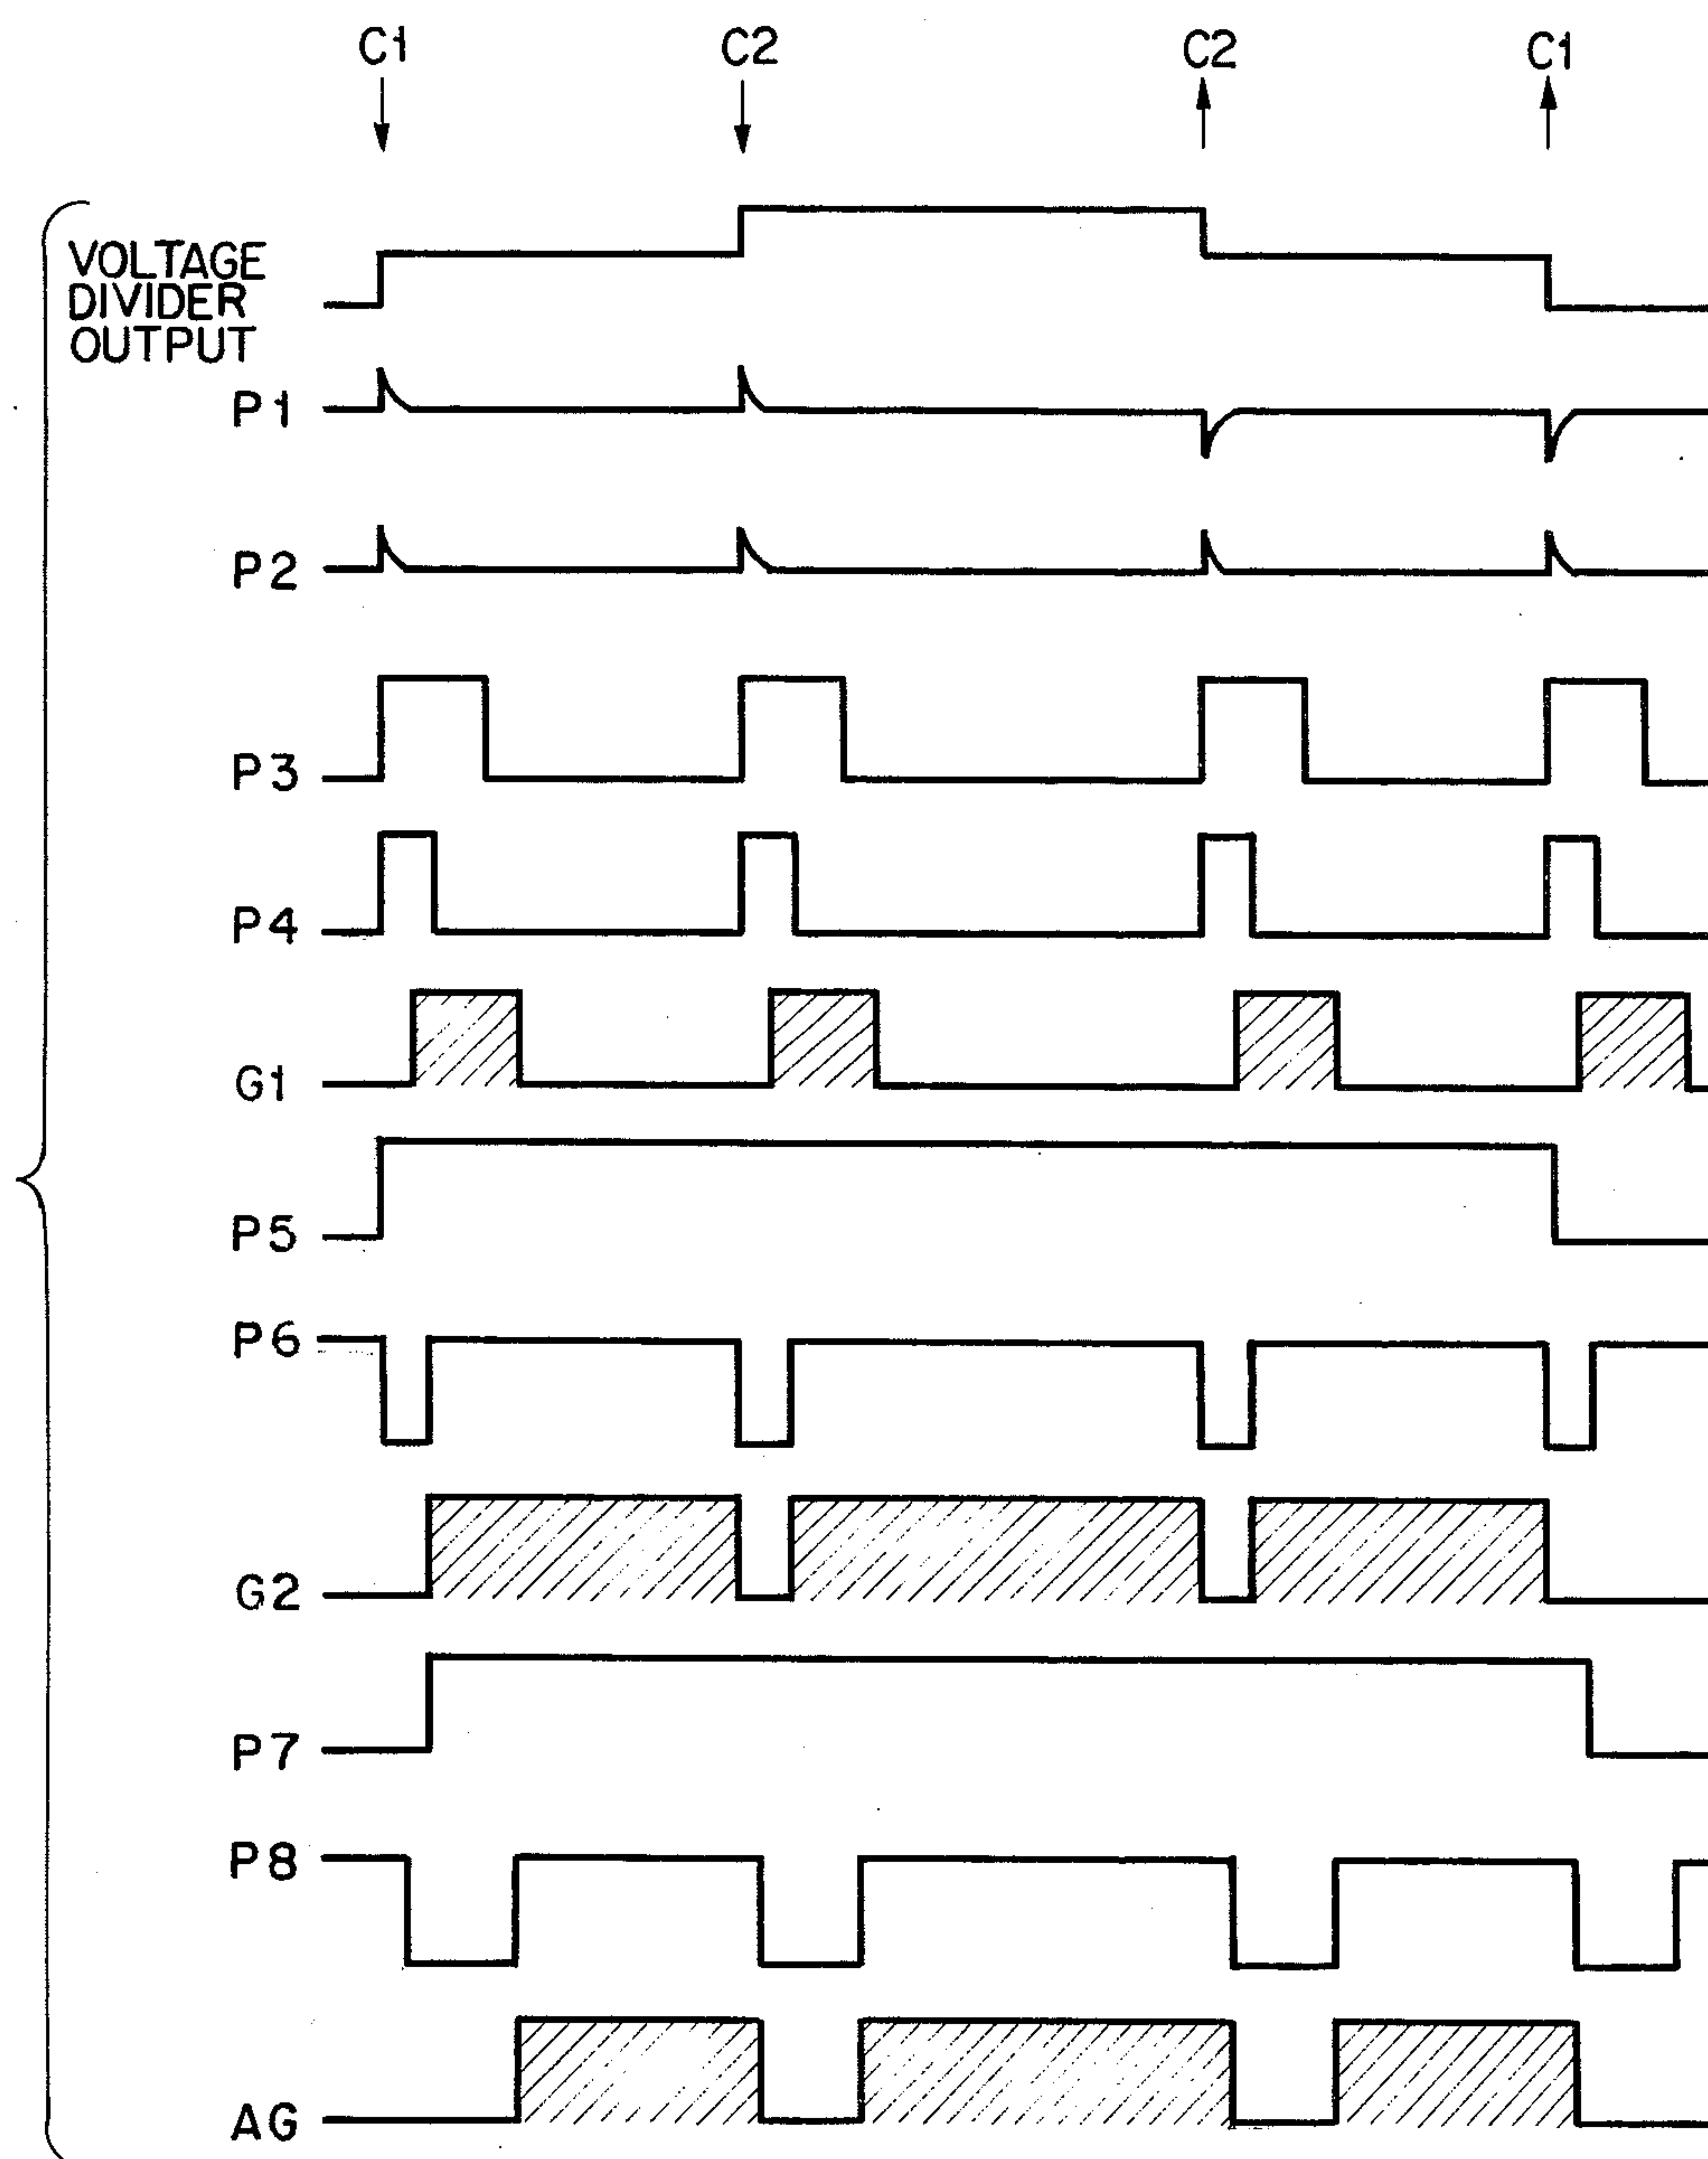 C1 C2 C2 C1
VOLTAGE
DIVIDER
OUTPUT
P1
P2
P3
P4
G1
P5
P6
G2
P7
P8
AG